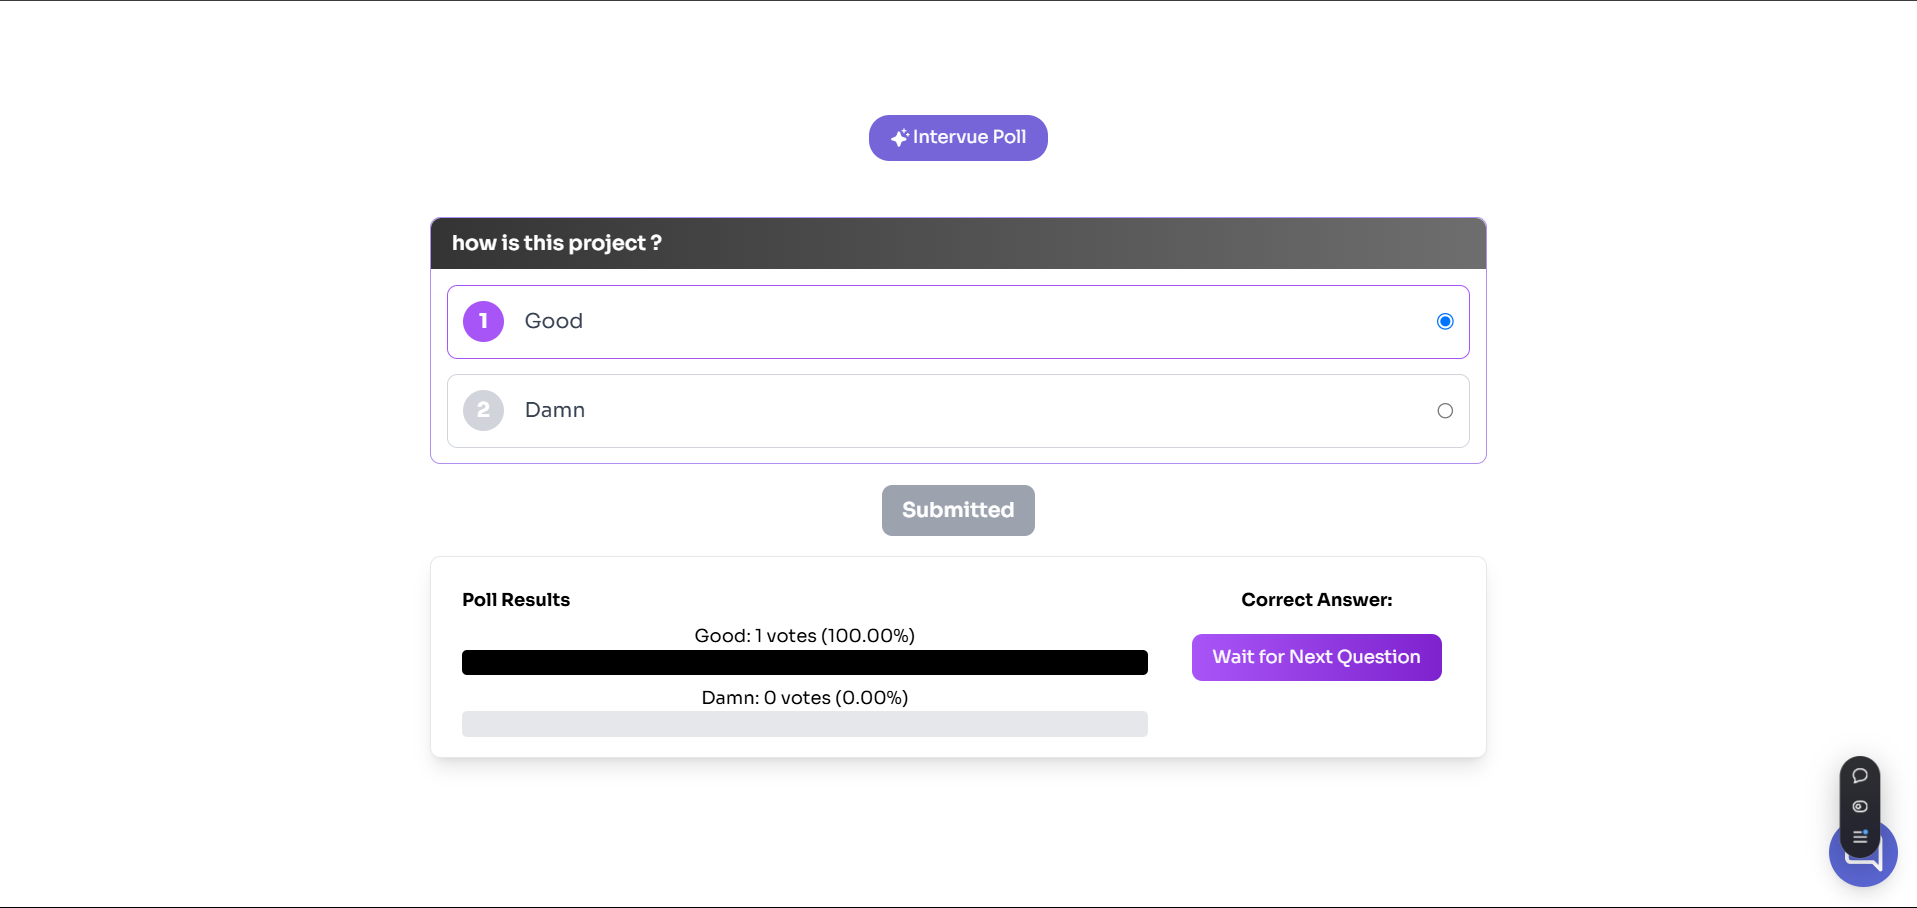 Intervue Poll
how is this project ?
1 Good
2 Damn
Submitted
Poll Results
Good: 1 votes (100.00%)
Damn: 0 votes (0.00%)
Correct Answer:
Wait for Next Question